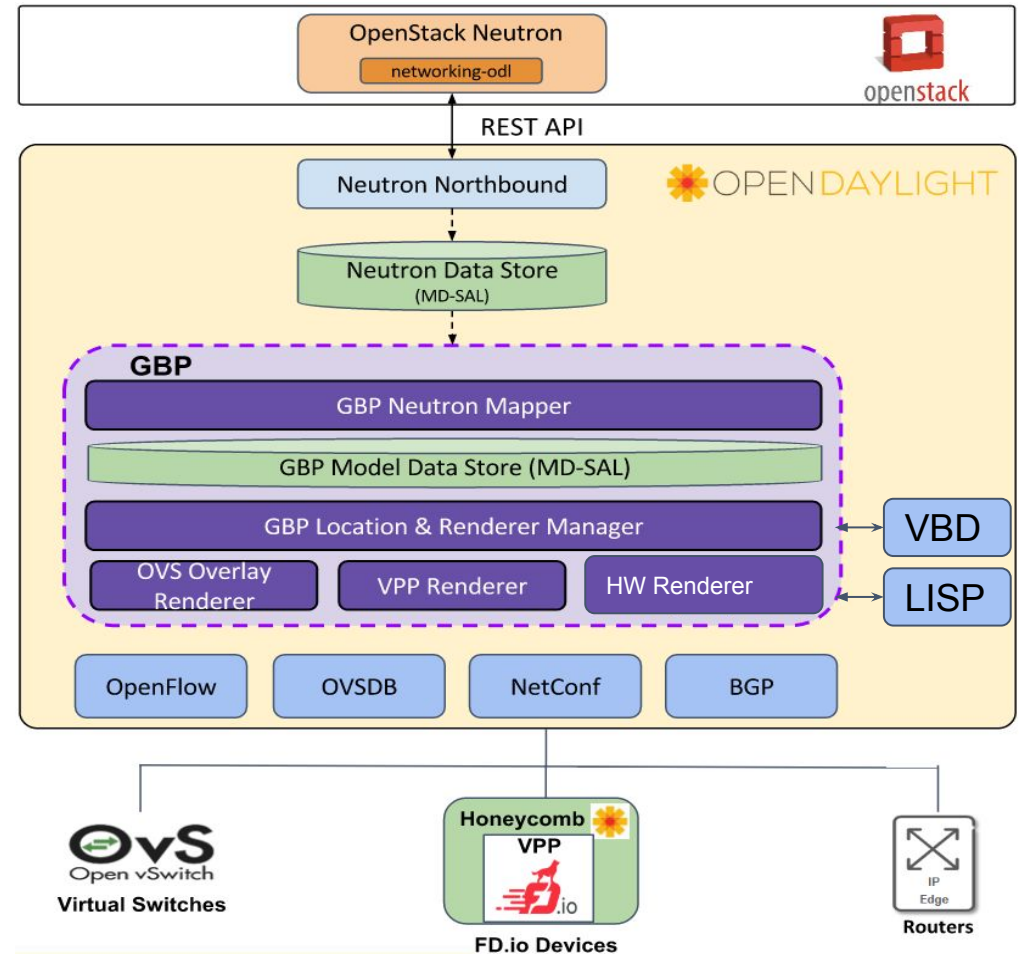 OpenStack Neutron
networking-odl
openstack
REST API
Neutron Northbound
OPENDAYLIGHT
Neutron Data Store
(MD-SAL)
GBP
GBP Neutron Mapper
GBP Model Data Store (MD-SAL)
GBP Location & Renderer Manager
VBD
OVS Overlay
Renderer
VPP Renderer
HW Renderer
LISP
OpenFlow
OVSDB
NetConf
BGP
OvS
Open vSwitch
Virtual Switches
Honeycomb
VPP
FD.io
FD.io Devices
IP
Edge
Routers